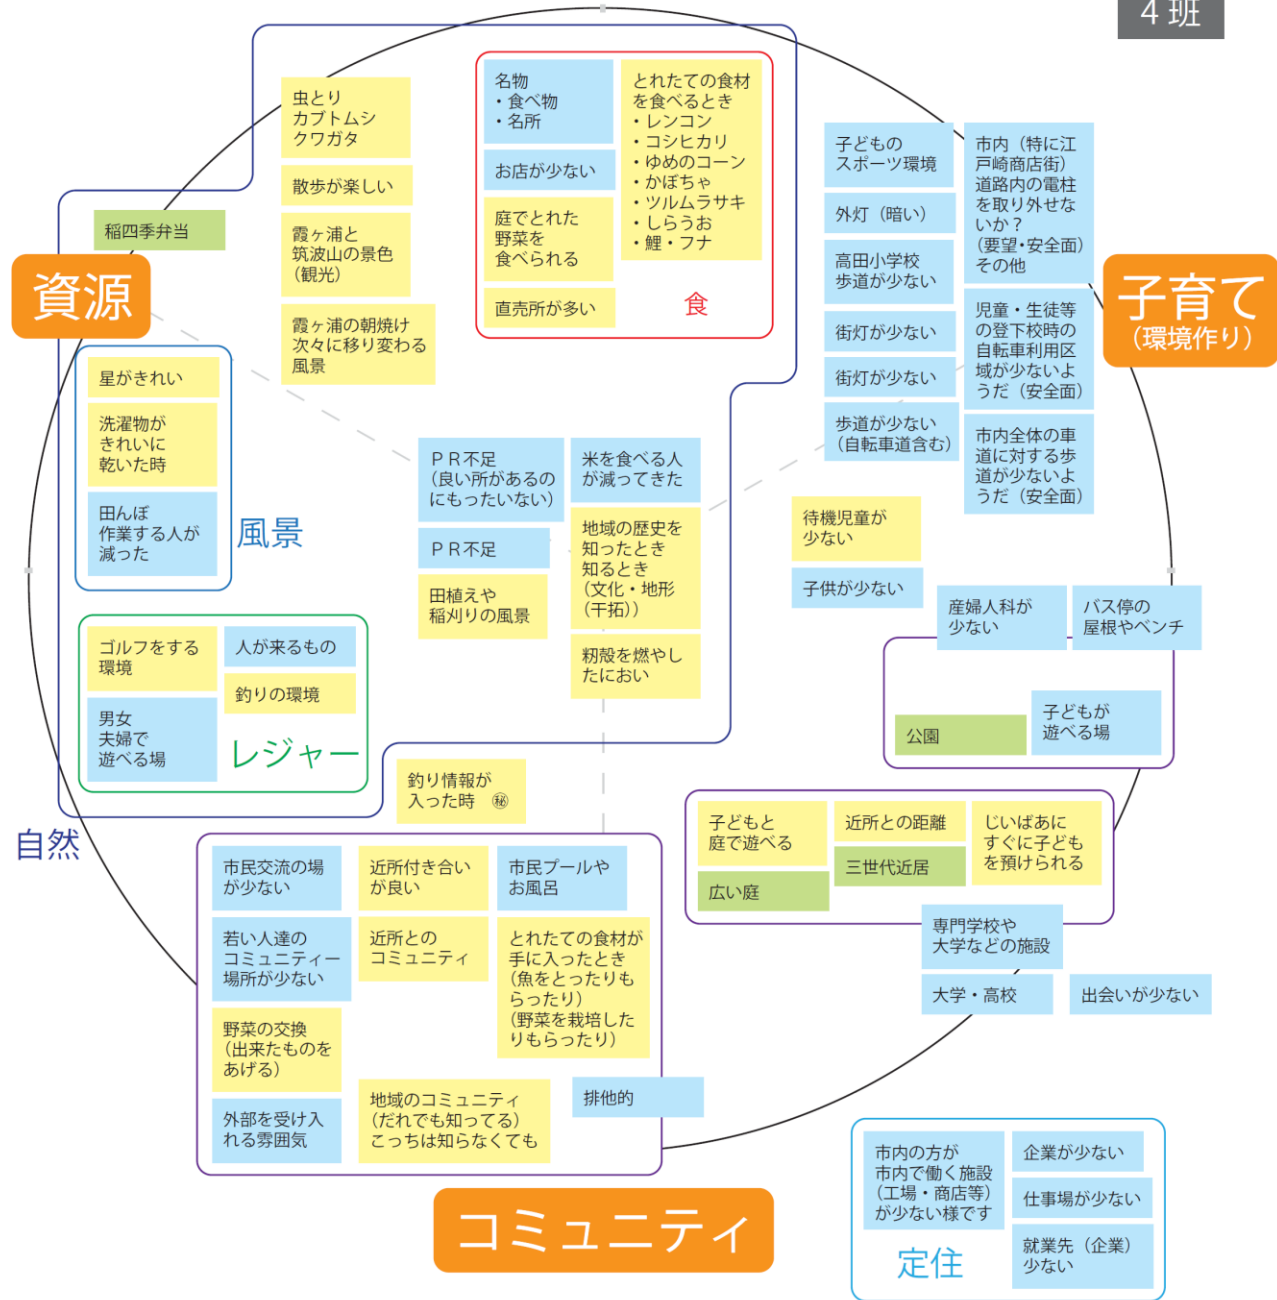 4 班
虫とり
カブトムシ
クワガタ
散歩が楽しい
霞ヶ浦と
筑波山の景色
(観光)
霞ヶ浦の朝焼け
次々に移り変わる
風景
稲四季弁当
資源
名物
・食べ物
・名所
お店が少ない
庭でとれた
野菜を
食べられる
直売所が多い
とれたての食材
を食べるとき
・レンコン
・コシヒカリ
・ゆめのコーン
・かぼちゃ
・ツルムラサキ
・しらうお
・鯉・フナ
食
子どもの
スポーツ環境
外灯（暗い）
高田小学校
歩道が少ない
街灯が少ない
街灯が少ない
歩道が少ない
（自転車道含む）
市内（特に江
戸崎商店街）
道路内の電柱
を取り外せな
いか？
（要望・安全面）
その他
児童・生徒等
の登下校時の
自転車利用区
域が少ないよ
うだ（安全面）
市内全体の車
道に対する歩
道が少ないよ
うだ（安全面）
子育て
（環境作り）
星がきれい
洗濯物が
きれいに
乾いた時
田んぼ
作業する人が
減った
風景
ＰＲ不足
（良い所があるの
にもったいない）
ＰＲ不足
田植えや
稲刈りの風景
米を食べる人
が減ってきた
地域の歴史を
知ったとき
知るとき
（文化・地形
（干拓））
籾殻を燃やし
たにおい
待機児童が
少ない
子供が少ない
産婦人科が
少ない
バス停の
屋根やベンチ
公園
子どもが
遊べる場
ゴルフをする
環境
人が来るもの
釣りの環境
男女
夫婦で
遊べる場
レジャー
自然
釣り情報が
入った時　㊙
子どもと
庭で遊べる
広い庭
近所との距離
三世代近居
じいばあに
すぐに子ども
を預けられる
専門学校や
大学などの施設
大学・高校
出会いが少ない
市民交流の場
が少ない
若い人達の
コミュニティー
場所が少ない
野菜の交換
（出来たものを
あげる）
外部を受け入
れる雰囲気
近所付き合い
が良い
近所との
コミュニティ
市民プールや
お風呂
とれたての食材が
手に入ったとき
（魚をとったりも
らったり）
（野菜を栽培した
りもらったり）
地域のコミュニティ
（だれでも知ってる）
こっちは知らなくても
排他的
コミュニティ
市内の方が
市内で働く施設
（工場・商店等）
が少ない様です
企業が少ない
仕事場が少ない
就業先（企業）
少ない
定住